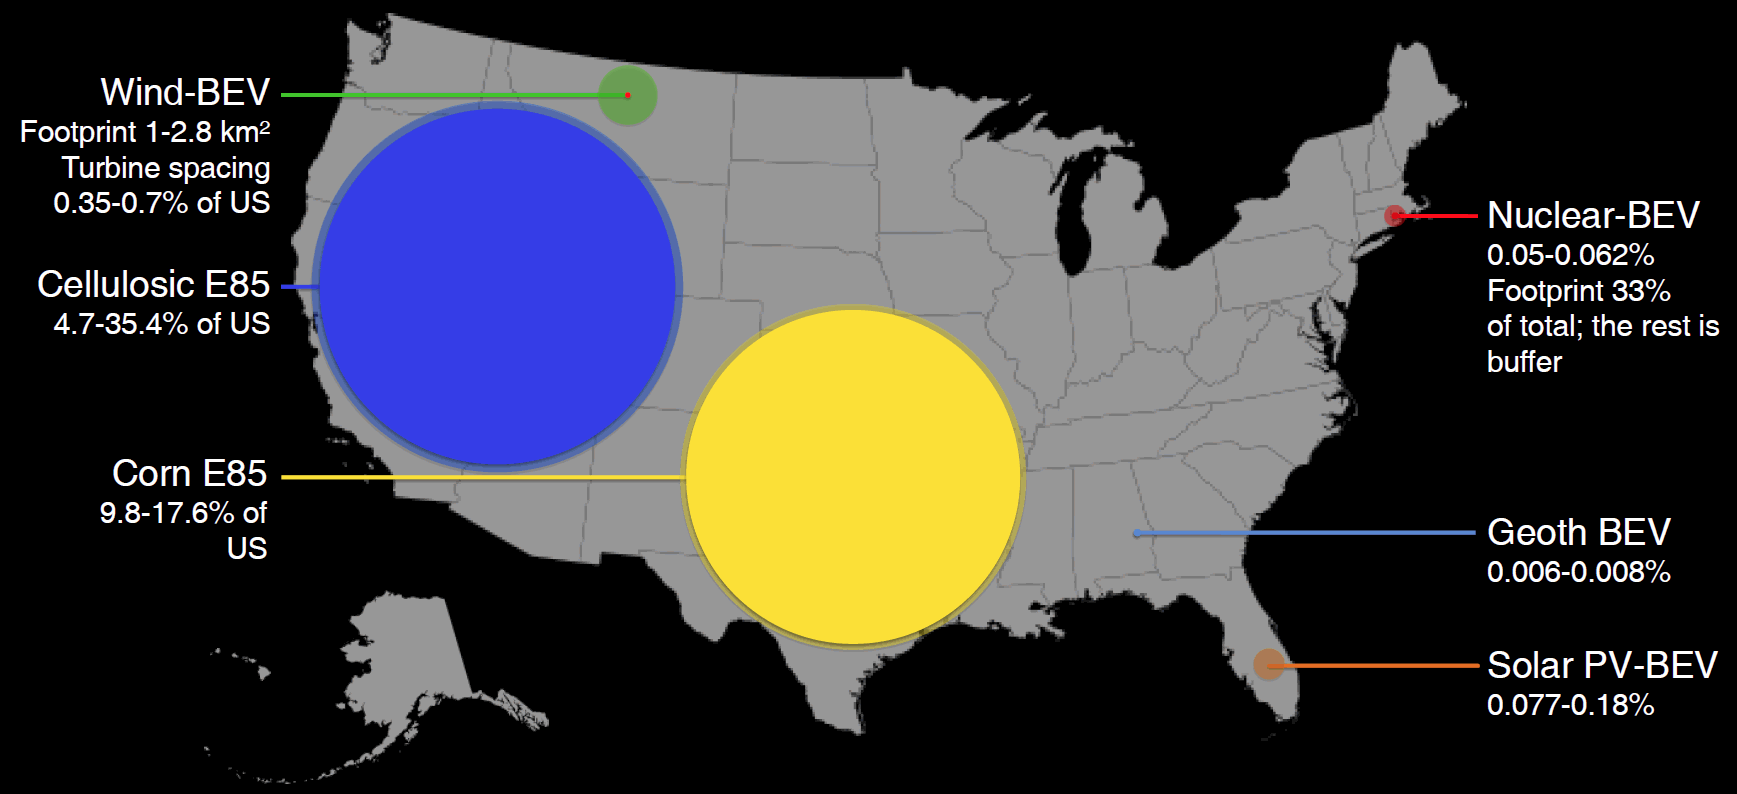 Wind-BEV
Footprint 1-2.8 km²
Turbine spacing
0.35-0.7% of US
Cellulosic E85
4.7-35.4% of US
Corn E85
9.8-17.6% of
US
Nuclear-BEV
0.05-0.062%
Footprint 33%
of total; the rest is
buffer
Geoth BEV
0.006-0.008%
Solar PV-BEV
0.077-0.18%